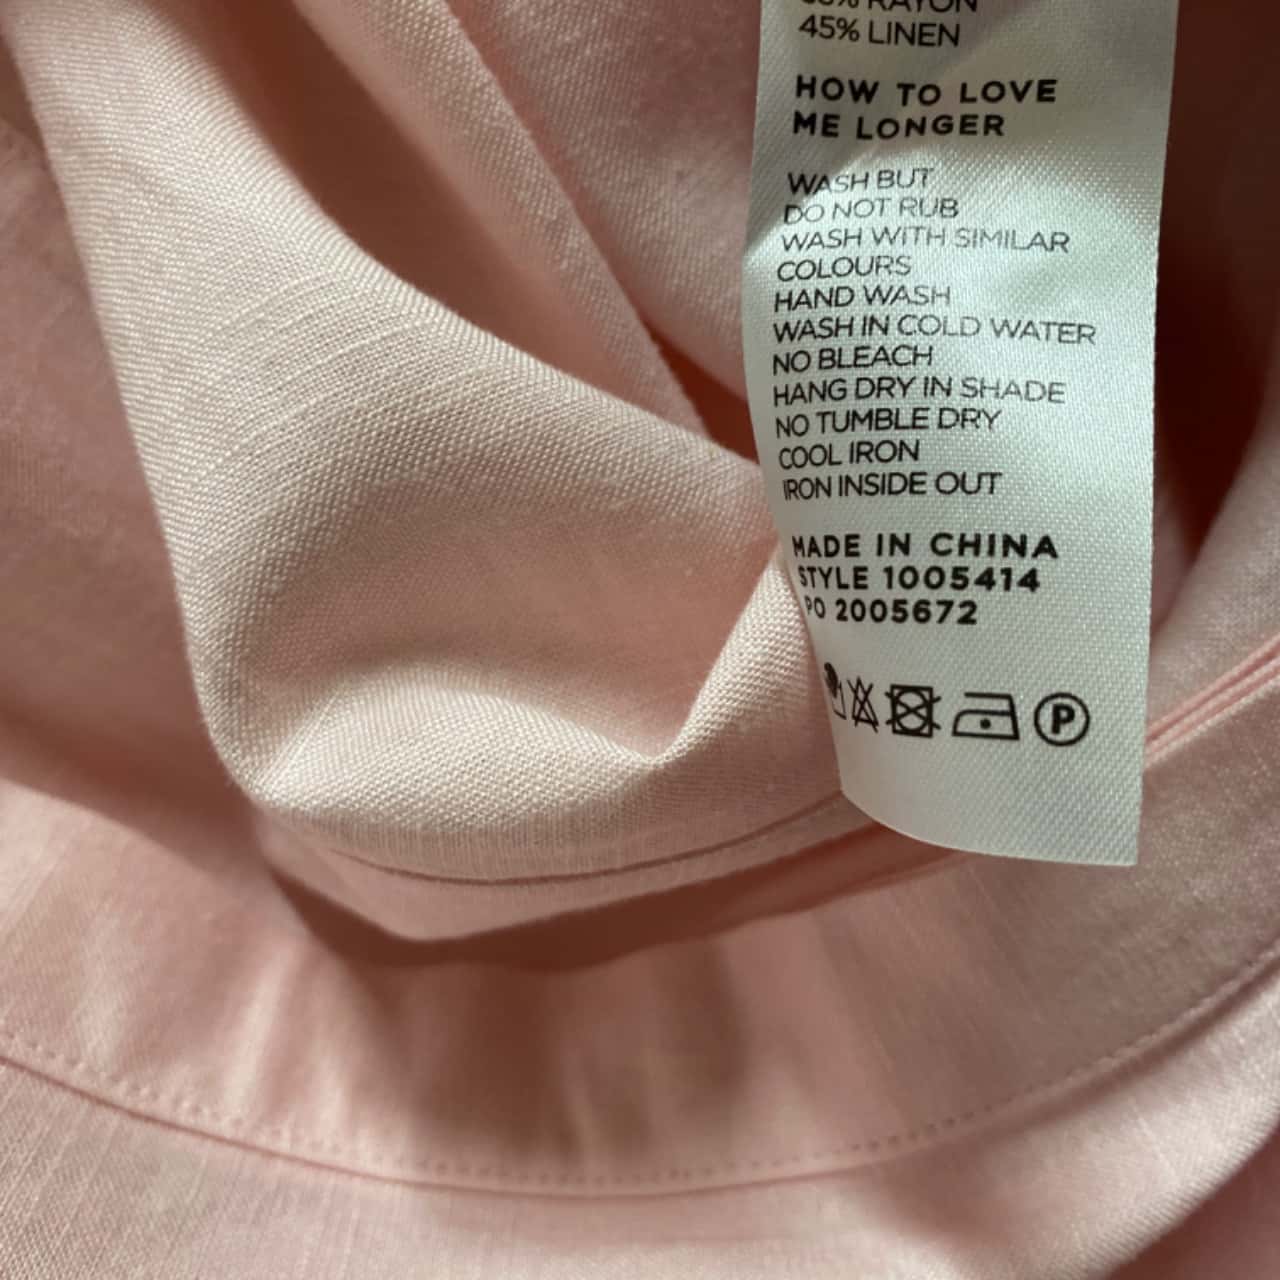 % RAYON
45% LINEN
HOW TO LOVE
ME LONGER
WASH BUT
DO NOT RUB
WASH WITH SIMILAR
COLOURS
HAND WASH
WASH IN COLD WATER
NO BLEACH
HANG DRY IN SHADE
NO TUMBLE DRY
COOL IRON
IRON INSIDE OUT
MADE IN CHINA
STYLE 1005414
PO 2005672
P